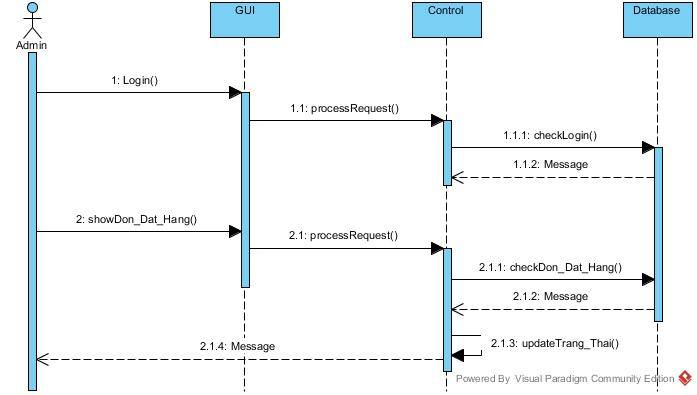 GUI
Control
Database
Admin
1: Login()
1.1: processRequest()
1.1.1: checkLogin()
1.1.2: Message
2: showDon_Dat_Hang()
2.1: processRequest()
2.1.1: checkDon_Dat_Hang()
2.1.2: Message
2.1.3: updateTrang_Thai()
2.1.4: Message
Powered By Visual Paradigm Community Edition